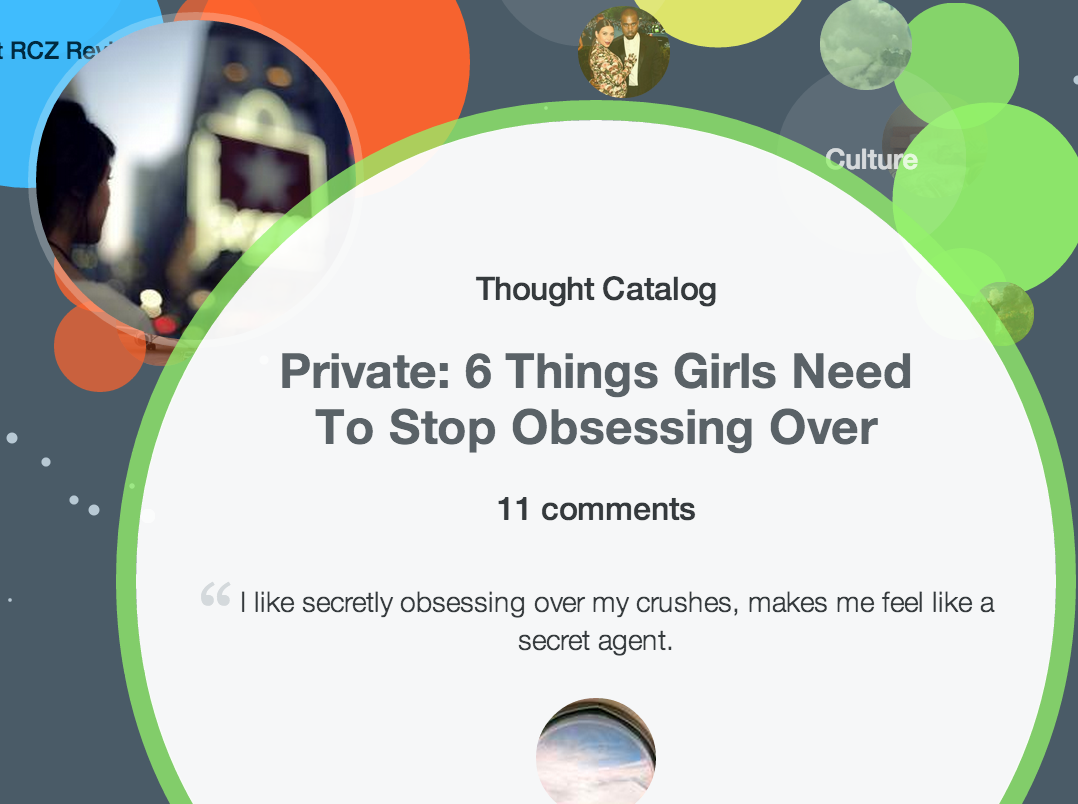 t RCZ Rev
Culture
Thought Catalog
Private: 6 Things Girls Need
To Stop Obsessing Over
11 comments
“ I like secretly obsessing over my crushes, makes me feel like a
secret agent.